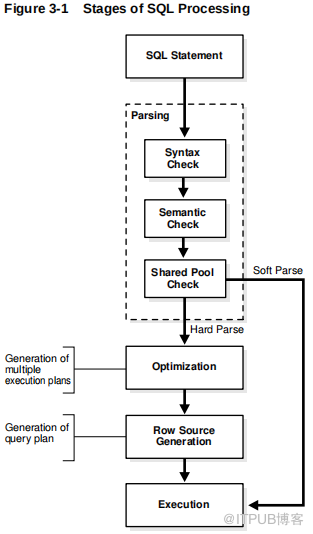 Figure 3-1 Stages of SQL Processing
SQL Statement
Parsing
Syntax
Check
Semantic
Check
Shared Pool
Check
Soft Parse
Hard Parse
Generation of
multiple
execution plans
Optimization
Generation of
query plan
Row Source
Generation
Execution
@ITPUB博客